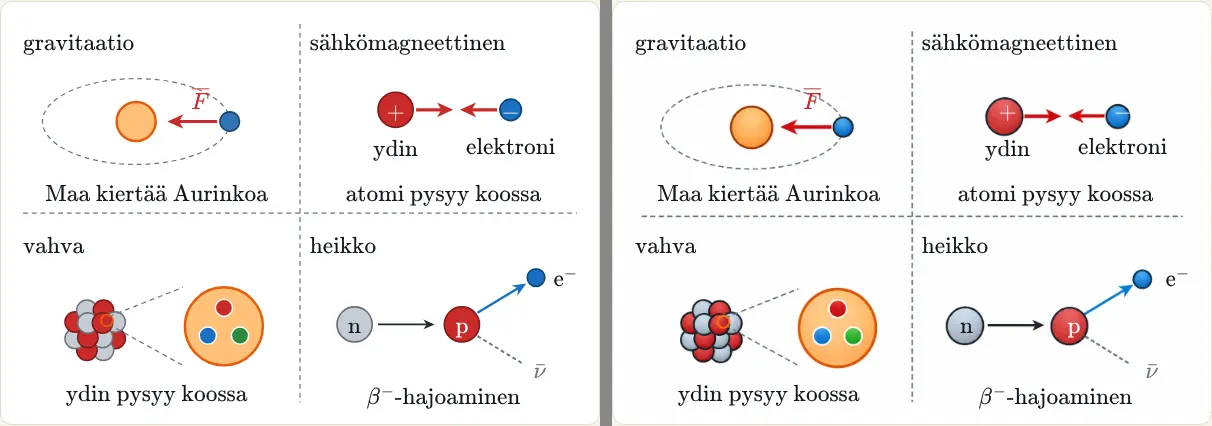 gravitaatio
F̅
Maa kiertää Aurinkoa
sähkömagneettinen
+ −
ydin elektroni
atomi pysyy koossa
vahva
ydin pysyy koossa
heikko
e⁻
n p
ν̄
β⁻-hajoaminen
gravitaatio
F̅
Maa kiertää Aurinkoa
sähkömagneettinen
+ −
ydin elektroni
atomi pysyy koossa
vahva
ydin pysyy koossa
heikko
e⁻
n p
ν̄
β⁻-hajoaminen